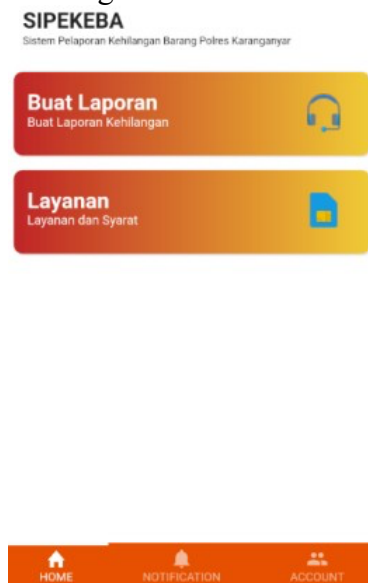 SIPEKEBA
Sistem Pelaporan Kehilangan Barang Polres Karanganyar
Buat Laporan
Buat Laporan Kehilangan
Layanan
Layanan dan Syarat
HOME
NOTIFICATION
ACCOUNT